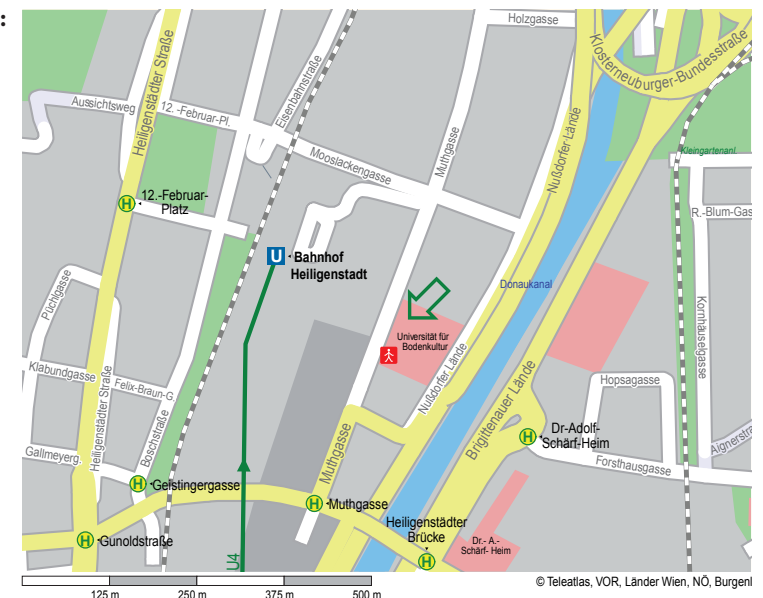 :
Holzgasse
Klosterneuburger-Bundesstraße
Heiligenstädter Straße
Eisenbahnstraße
Aussichtsweg
12. -Februar-Pl.
Mooslackengasse
Muthgasse
Nußdorfer Lände
Kleingartenanl.
12.-Februar-
Platz
H
R.-Blum-Gas
U
Bahnhof
Heiligenstadt
Donaukanal
Püchlgasse
Kornhäuselgasse
Universität für
Bodenkultur
Nußdorfer Lände
Klabundgasse
Felix-Braun-G.
Hopsagasse
Brigittenauer Lände
Heiligenstädter Straße
Boschstraße
Muthgasse
H
Dr-Adolf-
Schärf-Heim
Aignerstra
Gallmeyerg.
Forsthausgasse
H
Geistingergasse
H
Muthgasse
Heiligenstädter
Brücke
H
H
Gunoldstraße
Dr.- A.-
Schärf- Heim
U4
125 m
250 m
375 m
500 m
© Teleatlas, VOR, Länder Wien, NÖ, Burgenl